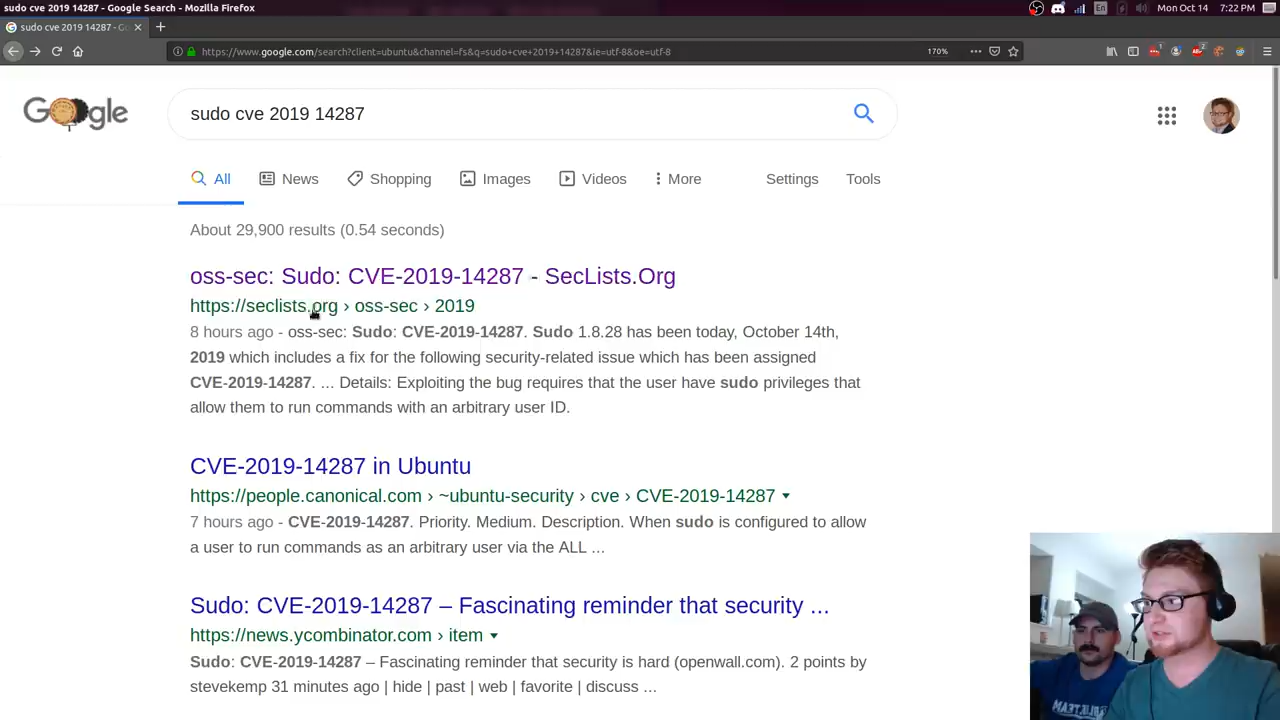 sudo cve 2019 14287 - Google Search - Mozilla Firefox
En
Mon Oct 14
7:22 PM
sudo cve 2019 14287 - Go
https://www.google.com/search?client=ubuntu&channel=fs&q=sudo+cve+2019+14287&ie=utf-8&oe=utf-8
170%
Google
sudo cve 2019 14287
All
News
Shopping
Images
Videos
More
Settings
Tools
About 29,900 results (0.54 seconds)
oss-sec: Sudo: CVE-2019-14287 - SecLists.Org
https://seclists.org › oss-sec › 2019
8 hours ago - oss-sec: Sudo: CVE-2019-14287. Sudo 1.8.28 has been today, October 14th,
2019 which includes a fix for the following security-related issue which has been assigned
CVE-2019-14287. ... Details: Exploiting the bug requires that the user have sudo privileges that
allow them to run commands with an arbitrary user ID.
CVE-2019-14287 in Ubuntu
https://people.canonical.com › ~ubuntu-security › cve › CVE-2019-14287
7 hours ago - CVE-2019-14287. Priority. Medium. Description. When sudo is configured to allow
a user to run commands as an arbitrary user via the ALL ...
Sudo: CVE-2019-14287 – Fascinating reminder that security ...
https://news.ycombinator.com › item
Sudo: CVE-2019-14287 – Fascinating reminder that security is hard (openwall.com). 2 points by
stevekemp 31 minutes ago | hide | past | web | favorite | discuss ...